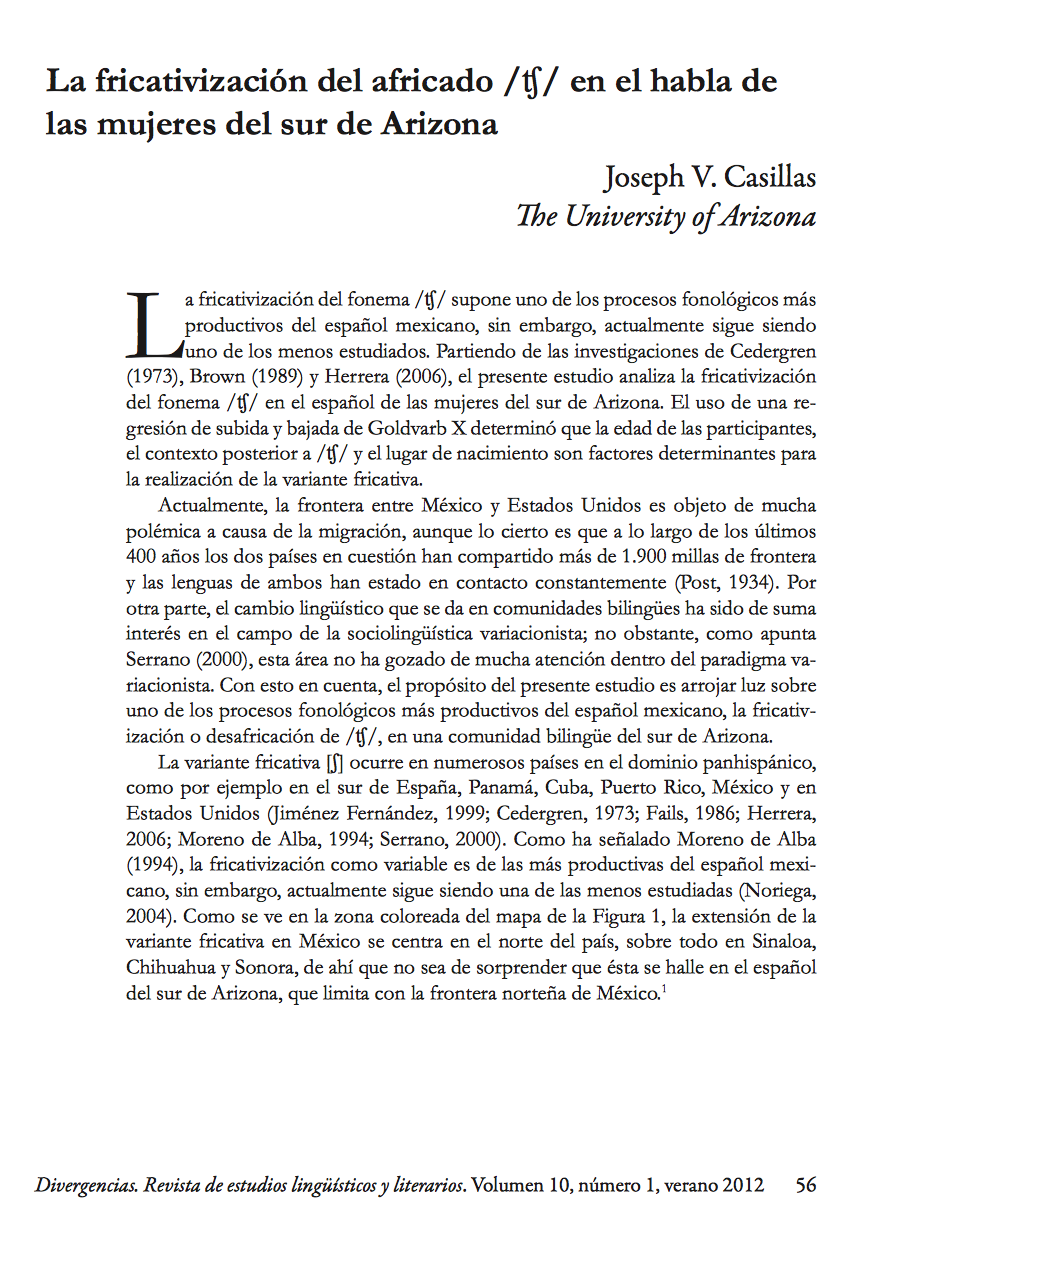 La fricativización del africado /ʧ/ en el habla de
las mujeres del sur de Arizona
Joseph V. Casillas
The University of Arizona
La fricativización del fonema /ʧ/ supone uno de los procesos fonológicos más
productivos del español mexicano, sin embargo, actualmente sigue siendo
uno de los menos estudiados. Partiendo de las investigaciones de Cedergren
(1973), Brown (1989) y Herrera (2006), el presente estudio analiza la fricativización
del fonema /ʧ/ en el español de las mujeres del sur de Arizona. El uso de una re-
gresión de subida y bajada de Goldvarb X determinó que la edad de las participantes,
el contexto posterior a /ʧ/ y el lugar de nacimiento son factores determinantes para
la realización de la variante fricativa.
Actualmente, la frontera entre México y Estados Unidos es objeto de mucha
polémica a causa de la migración, aunque lo cierto es que a lo largo de los últimos
400 años los dos países en cuestión han compartido más de 1.900 millas de frontera
y las lenguas de ambos han estado en contacto constantemente (Post, 1934). Por
otra parte, el cambio lingüístico que se da en comunidades bilingües ha sido de suma
interés en el campo de la sociolingüística variacionista; no obstante, como apunta
Serrano (2000), esta área no ha gozado de mucha atención dentro del paradigma va-
riacionista. Con esto en cuenta, el propósito del presente estudio es arrojar luz sobre
uno de los procesos fonológicos más productivos del español mexicano, la fricativ-
ización o desafricación de /ʧ/, en una comunidad bilingüe del sur de Arizona.
La variante fricativa [ʃ] ocurre en numerosos países en el dominio panhispánico,
como por ejemplo en el sur de España, Panamá, Cuba, Puerto Rico, México y en
Estados Unidos (Jiménez Fernández, 1999; Cedergren, 1973; Fails, 1986; Herrera,
2006; Moreno de Alba, 1994; Serrano, 2000). Como ha señalado Moreno de Alba
(1994), la fricativización como variable es de las más productivas del español mexi-
cano, sin embargo, actualmente sigue siendo una de las menos estudiadas (Noriega,
2004). Como se ve en la zona coloreada del mapa de la Figura 1, la extensión de la
variante fricativa en México se centra en el norte del país, sobre todo en Sinaloa,
Chihuahua y Sonora, de ahí que no sea de sorprender que ésta se halle en el español
del sur de Arizona, que limita con la frontera norteña de México.¹
Divergencias. Revista de estudios lingüísticos y literarios. Volumen 10, número 1, verano 2012 56